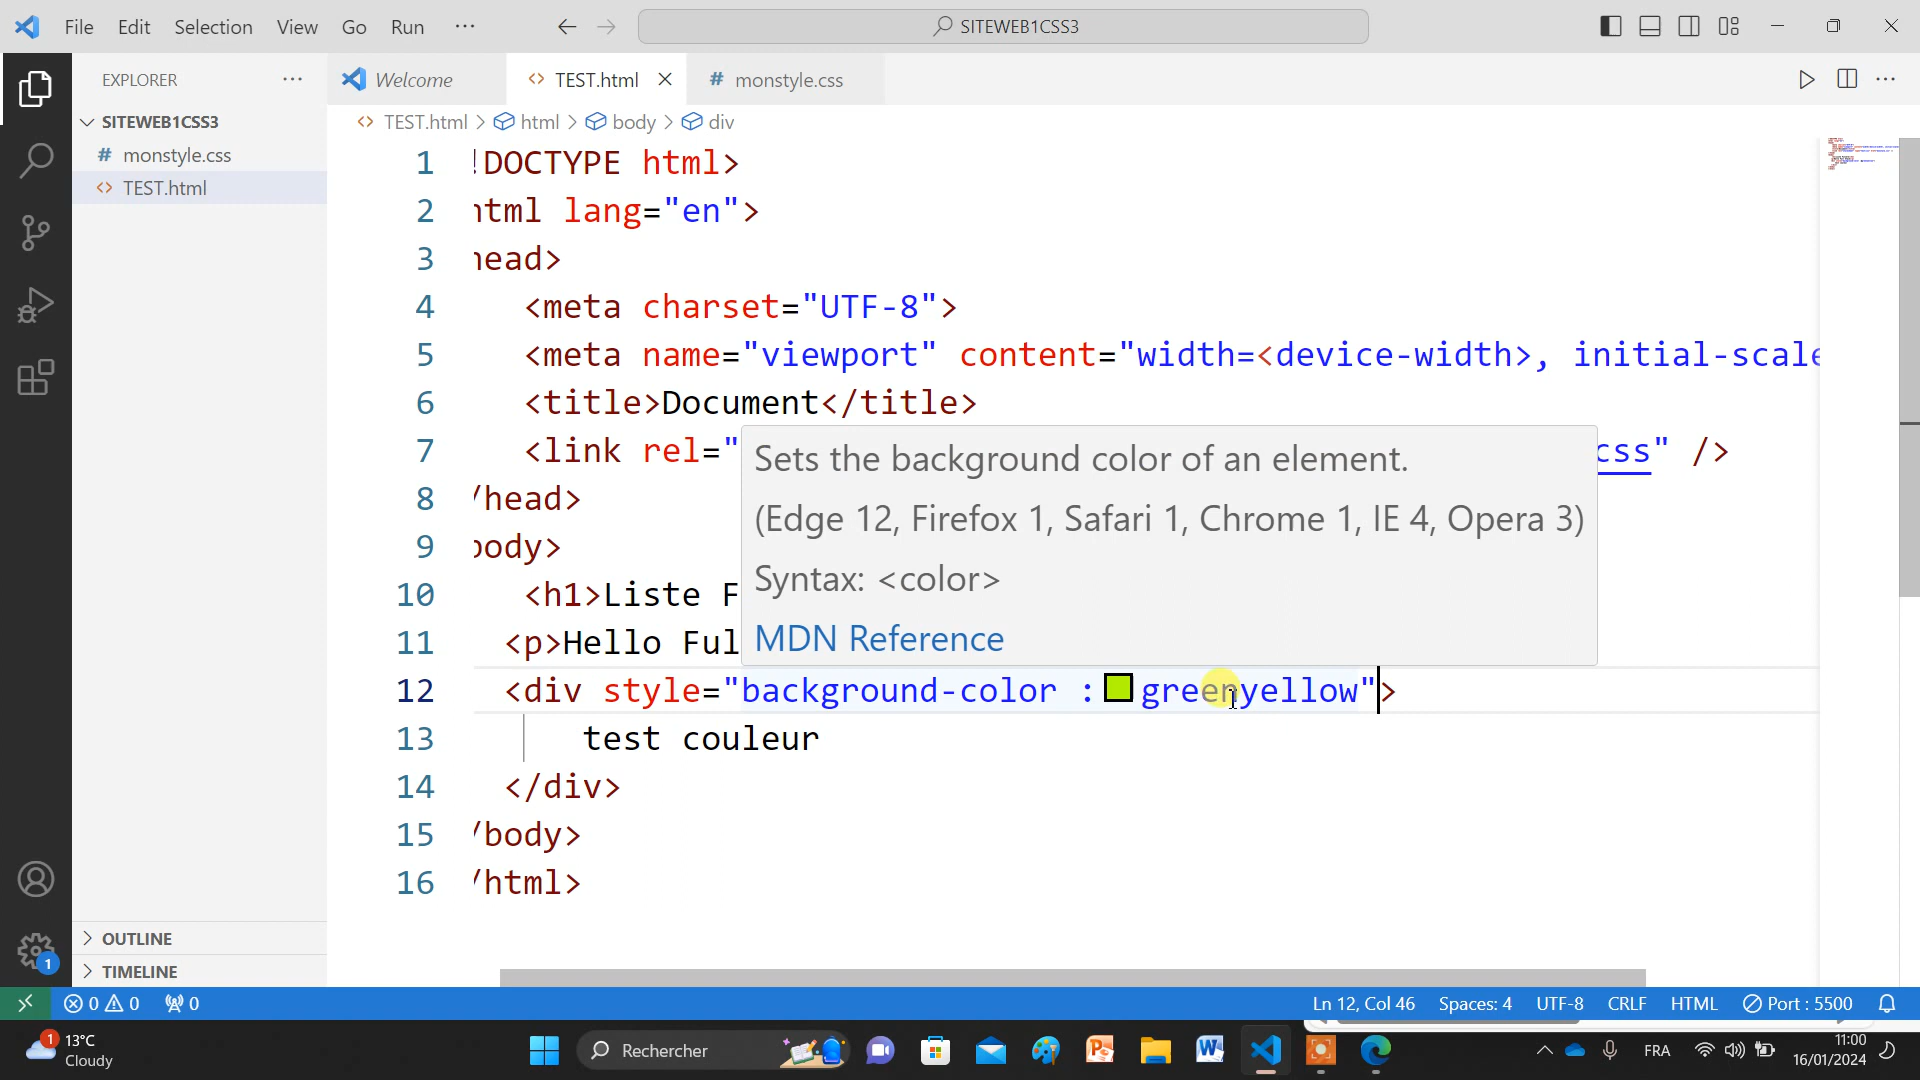 File Edit Selection View Go Run ···
SITEWEB1CSS3
EXPLORER ···
SITEWEB1CSS3
# monstyle.css
<> TEST.html
OUTLINE
TIMELINE
Welcome
<> TEST.html
# monstyle.css
<> TEST.html > html > body > div
1 !DOCTYPE html>
2 html lang="en">
3 head>
4 <meta charset="UTF-8">
5 <meta name="viewport" content="width=<device-width>, initial-scale
6 <title>Document</title>
7 <link rel=" css" />
8 /head>
9 body>
10 <h1>Liste F
11 <p>Hello Ful
Sets the background color of an element.
(Edge 12, Firefox 1, Safari 1, Chrome 1, IE 4, Opera 3)
Syntax: <color>
MDN Reference
12 <div style="background-color :greenyellow">
13 test couleur
14 </div>
15 /body>
16 /html>
1
0 0 0
Ln 12, Col 46 Spaces: 4 UTF-8 CRLF HTML Port : 5500
1
13°C
Cloudy
Rechercher
FRA
11:00
16/01/2024